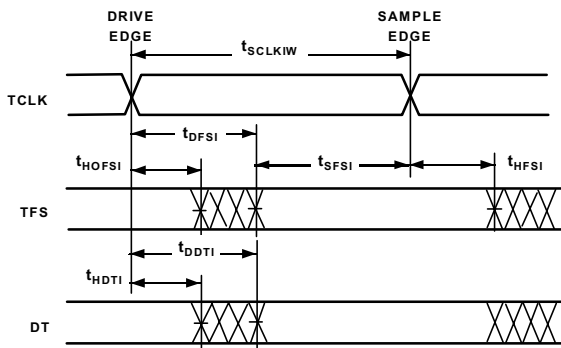 DRIVE EDGE
SAMPLE EDGE
tSCLKIW
TCLK
tDFSI
tHOFSI
tSFSI
tHFSI
TFS
tDDTI
tHDTI
DT